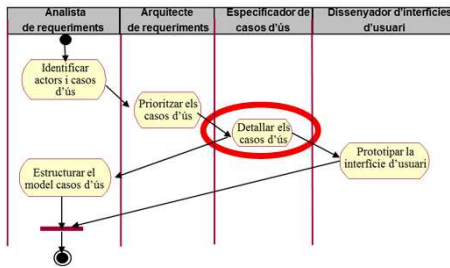 Analista
de requeriments
Arquitecte
de requeriments
Especificador de
casos d'ús
Dissenyador d'interfícies
d'usuari
Identificar
actors i casos
d'ús
Prioritzar els
casos d'ús
Detallar els
casos d'ús
Prototipar la
interfície d'usuari
Estructurar el
model casos d'ús